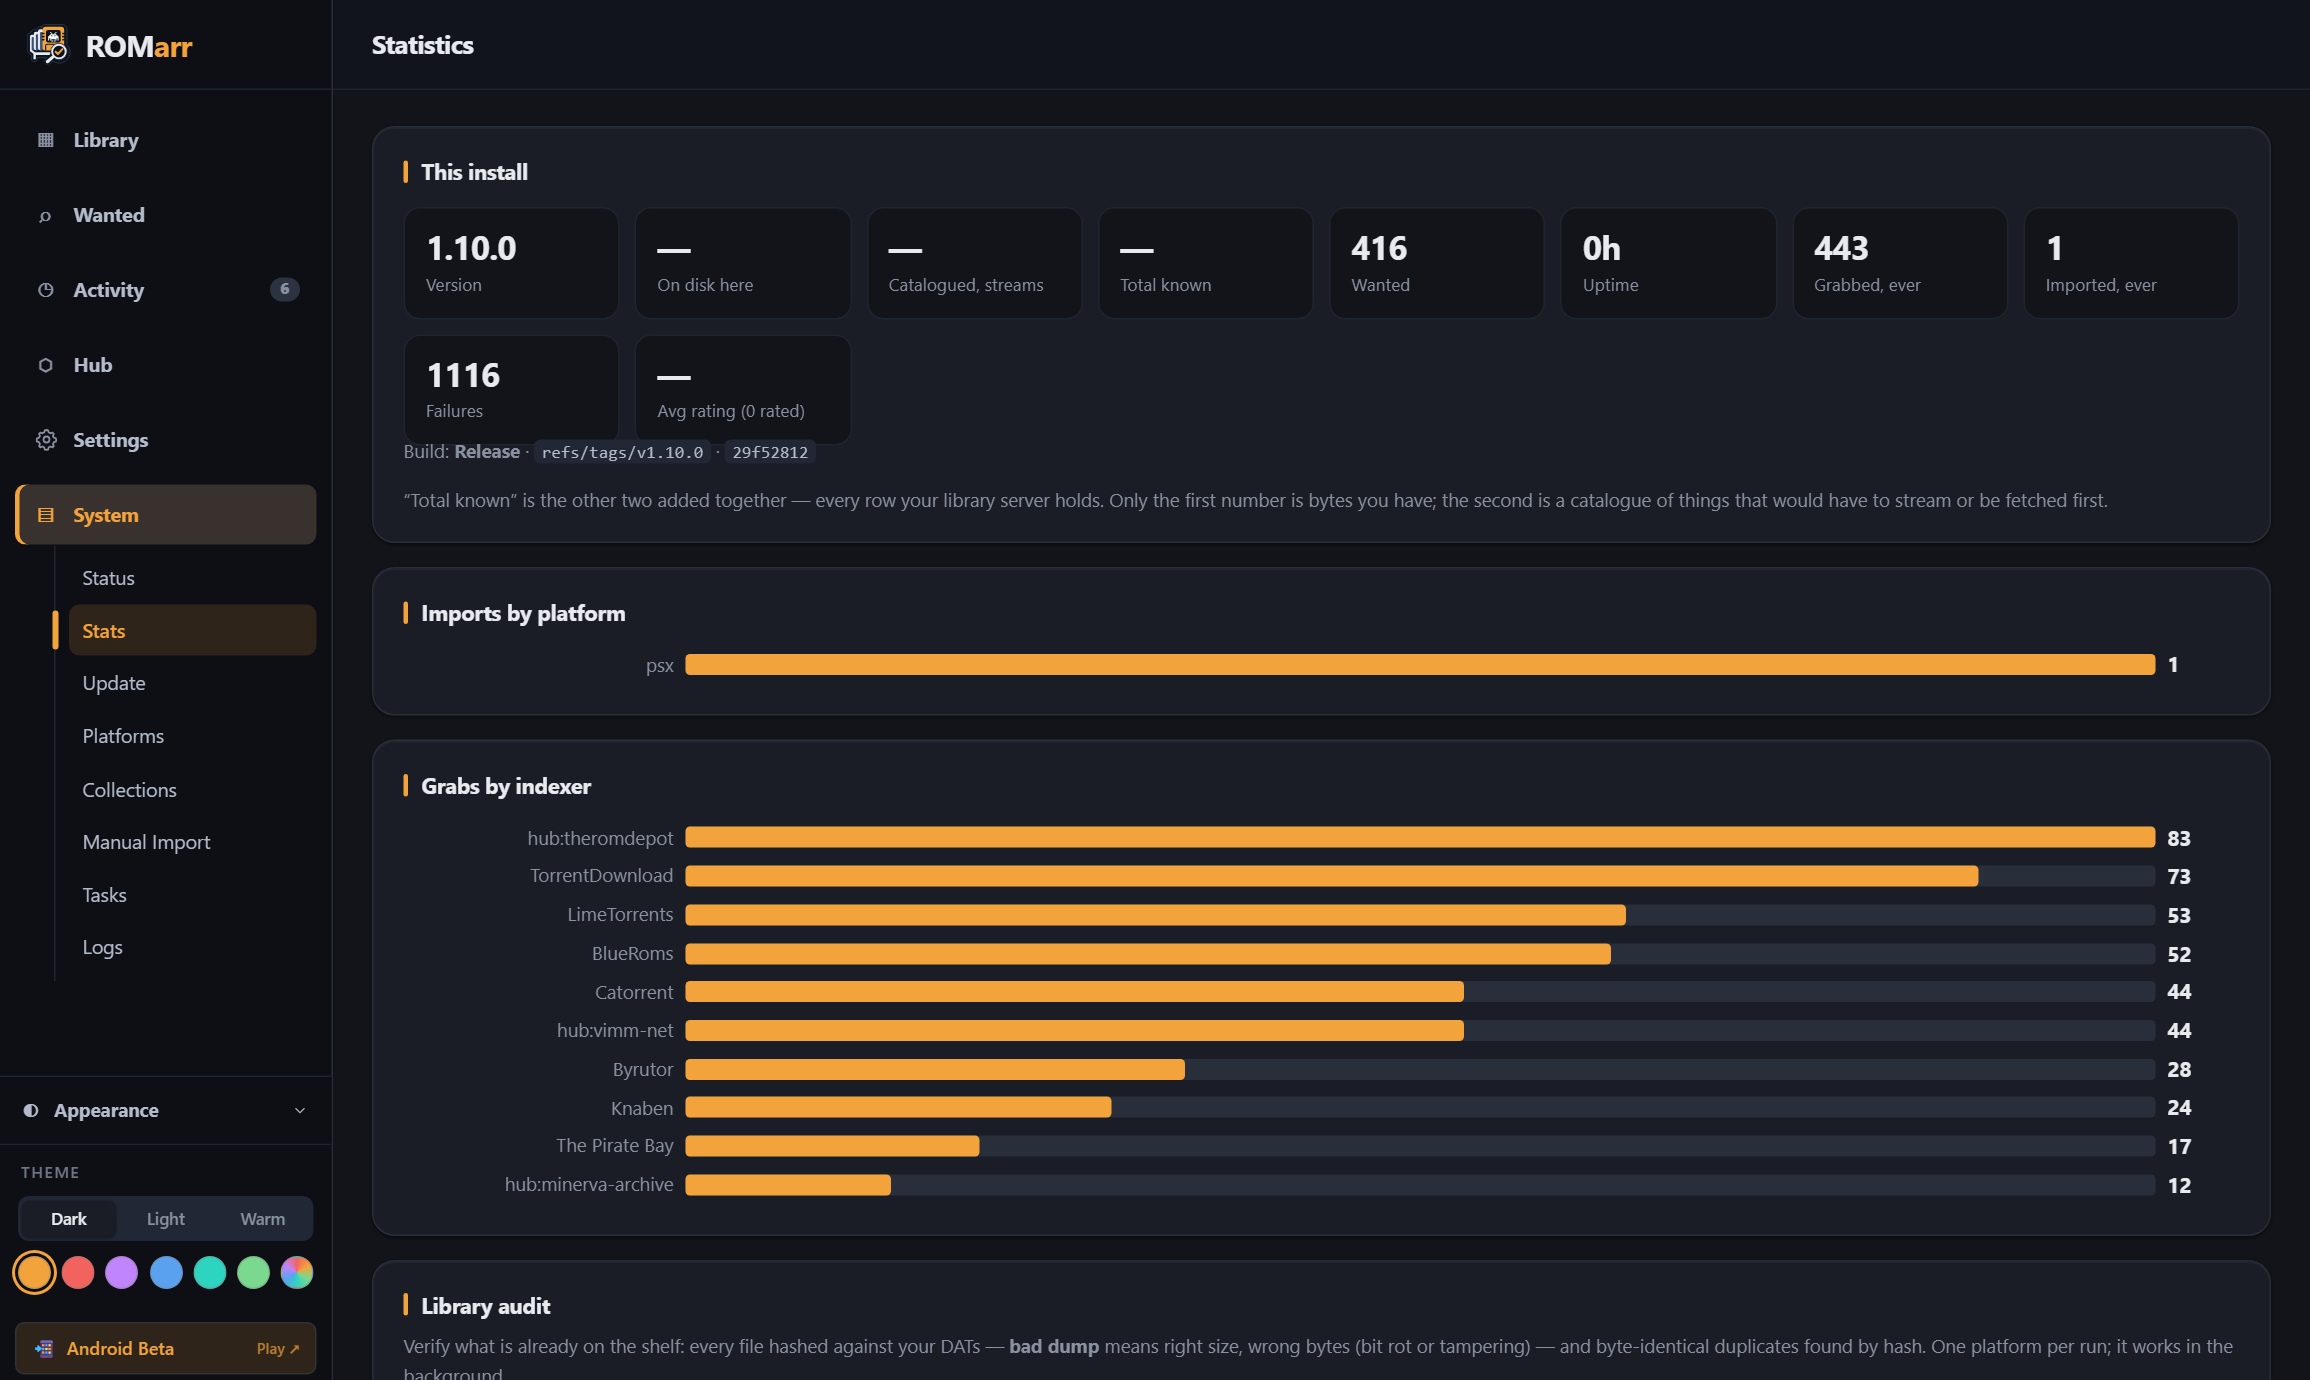 ROMarr
Statistics
Library
Wanted
Activity 6
Hub
Settings
System
Status
Stats
Update
Platforms
Collections
Manual Import
Tasks
Logs
Appearance
THEME
Dark Light Warm
Android Beta Play ↗
This install
1.10.0
Version
—
On disk here
—
Catalogued, streams
—
Total known
416
Wanted
0h
Uptime
443
Grabbed, ever
1
Imported, ever
1116
Failures
—
Avg rating (0 rated)
Build: Release · refs/tags/v1.10.0 · 29f52812
“Total known” is the other two added together — every row your library server holds. Only the first number is bytes you have; the second is a catalogue of things that would have to stream or be fetched first.
Imports by platform
psx 1
Grabs by indexer
hub:theromdepot 83
TorrentDownload 73
LimeTorrents 53
BlueRoms 52
Catorrent 44
hub:vimm-net 44
Byrutor 28
Knaben 24
The Pirate Bay 17
hub:minerva-archive 12
Library audit
Verify what is already on the shelf: every file hashed against your DATs — bad dump means right size, wrong bytes (bit rot or tampering) — and byte-identical duplicates found by hash. One platform per run; it works in the
background.